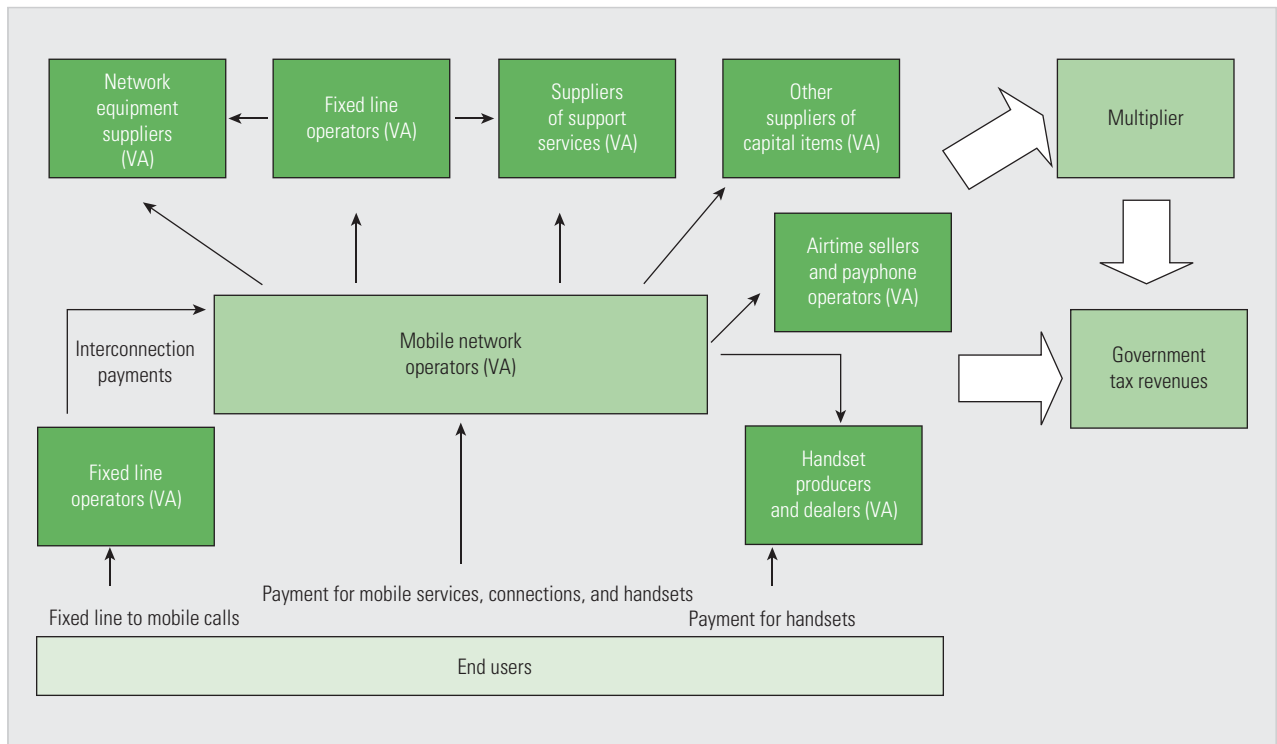 Network
equipment
suppliers
(VA)
Fixed line
operators (VA)
Suppliers
of support
services (VA)
Other
suppliers of
capital items (VA)
Multiplier
Airtime sellers
and payphone
operators (VA)
Interconnection
payments
Mobile network
operators (VA)
Government
tax revenues
Fixed line
operators (VA)
Handset
producers
and dealers (VA)
Fixed line to mobile calls
Payment for mobile services, connections, and handsets
Payment for handsets
End users